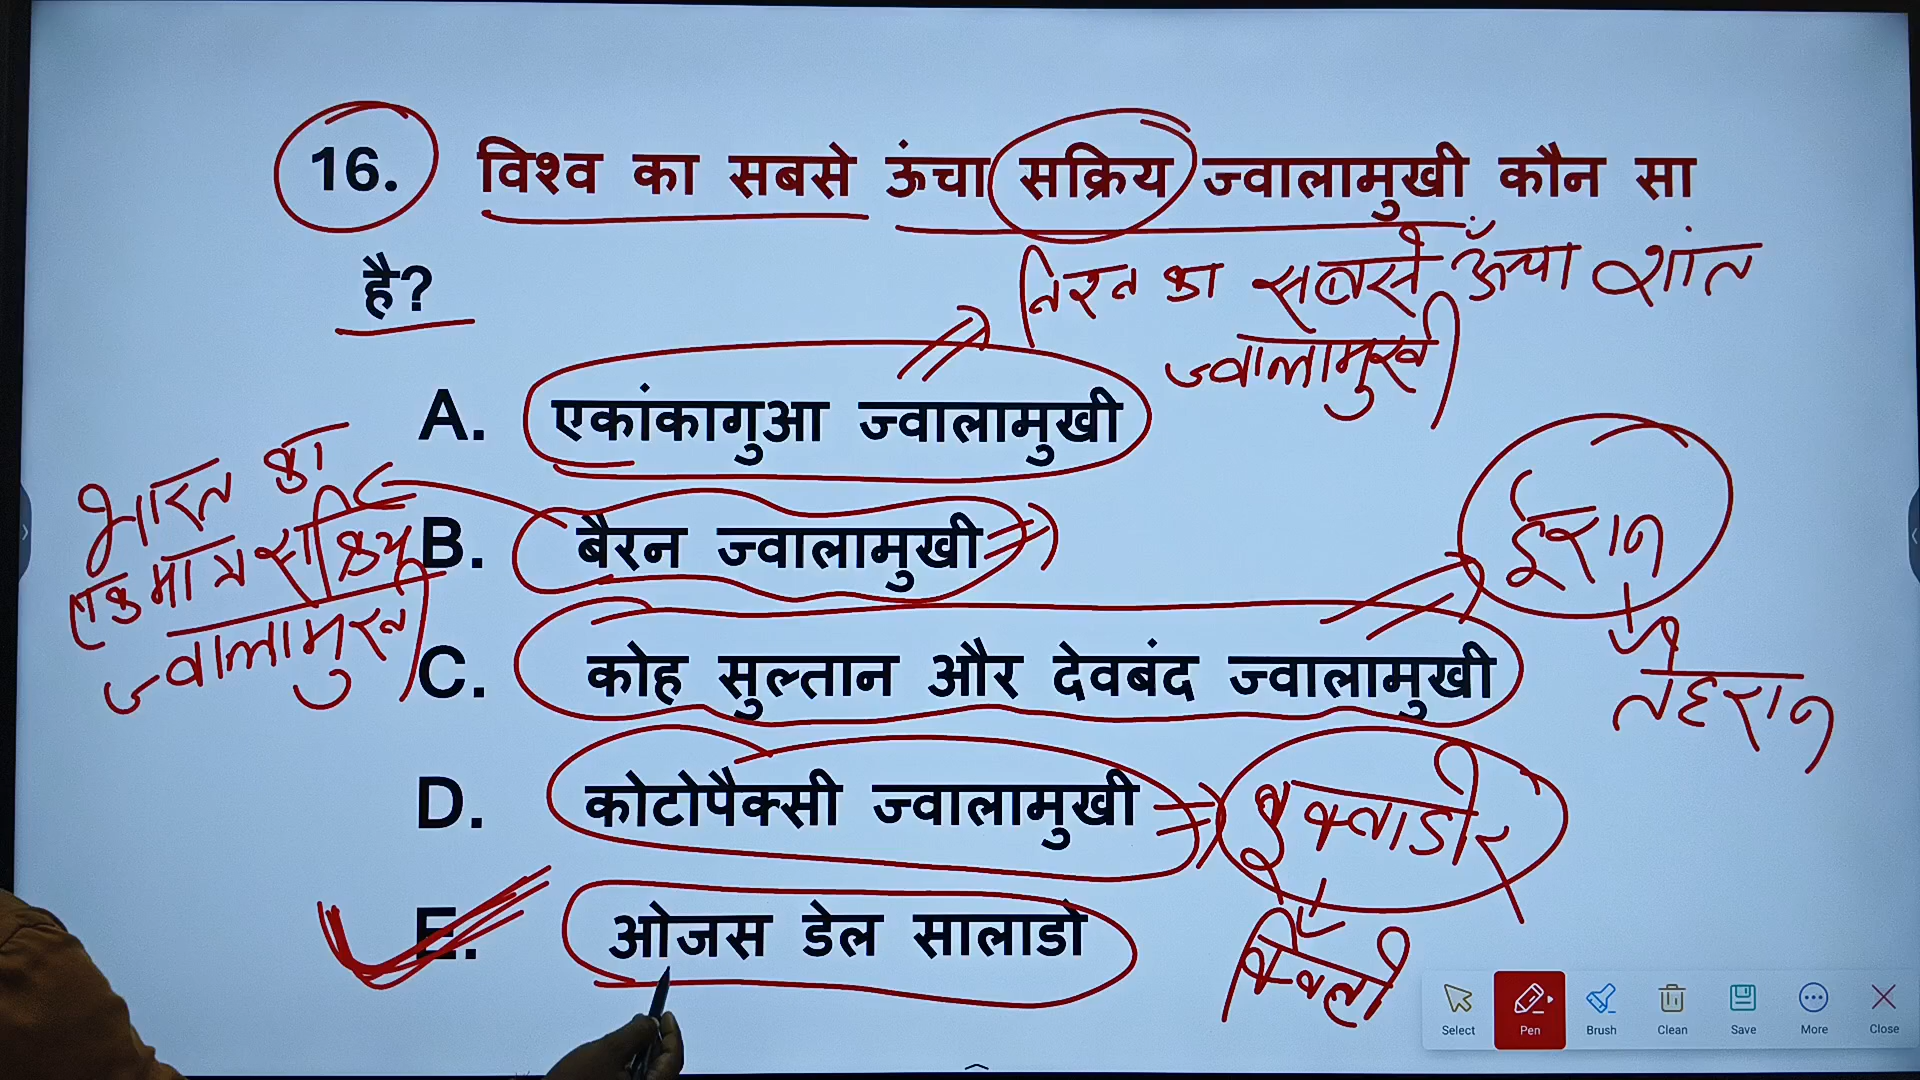 16. विश्व का सबसे ऊंचा सक्रिय ज्वालामुखी कौन सा
है?
का सबसे ऊँचा शांत
ज्वालामुखी
A. एकांकागुआ ज्वालामुखी
भारत का
एकमात्र सक्रिय
ज्वालामुखी
B. बैरन ज्वालामुखी
ईरान
C. कोह सुल्तान और देवबंद ज्वालामुखी
तेहरान
D. कोटोपैक्सी ज्वालामुखी
इक्वाडोर
E. ओजस डेल सालाडो
Select Pen Brush Clean Save More Close